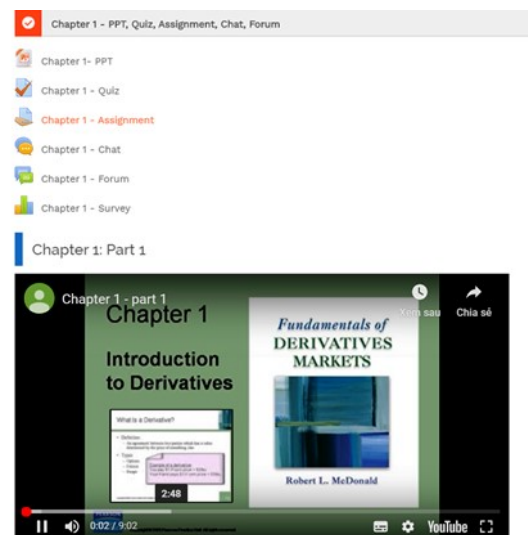 Chapter 1 - PPT, Quiz, Assignment, Chat, Forum
Chapter 1- PPT
Chapter 1 - Quiz
Chapter 1 - Assignment
Chapter 1 - Chat
Chapter 1 - Forum
Chapter 1 - Survey
Chapter 1: Part 1
Chapter 1 - part 1
Xem sau
Chia sẻ
Chapter 1
Introduction
to Derivatives
What is a Derivative?
• Definition
• Types
2:48
Fundamentals of
DERIVATIVES
MARKETS
Robert L. McDonald
0:02 / 9:02
YouTube